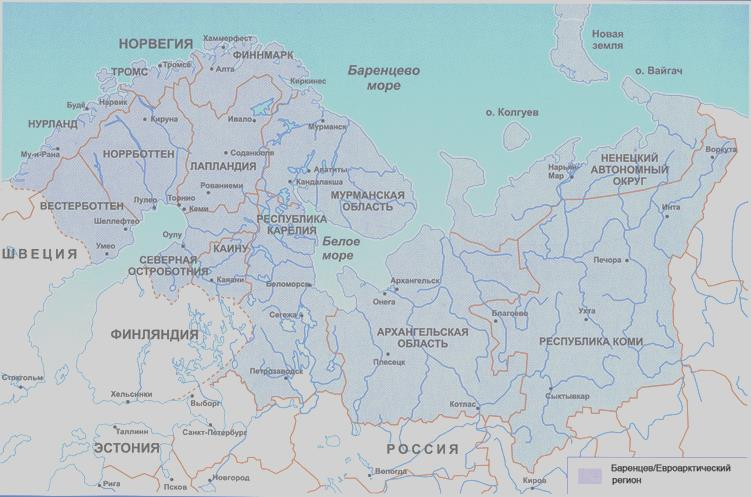 НОРВЕГИЯ
Хаммерфест
ФИННМАРК
ТРОМС
Тромсё
Алта
Киркинес
Баренцево
море
Новая
земля
о. Вайгач
о. Колгуев
Будё
Нарвик
Кируна
Ивало
Мурманск
НУРЛАНД
Му-и-Рана
НОРРБОТТЕН
ЛАПЛАНДИЯ
Соданкюля
Апатиты
Кандалакша
Рованиеми
МУРМАНСКАЯ
ОБЛАСТЬ
Нарьян-
Мар
НЕНЕЦКИЙ
АВТОНОМНЫЙ
ОКРУГ
Воркута
Инта
ВЕСТЕРБОТТЕН
Лулео
Торнио
Кеми
Шеллефтео
Умео
Оулу
РЕСПУБЛИКА
КАРЕЛИЯ
КАИНУ
Белое
море
ШВЕЦИЯ
СЕВЕРНАЯ
ОСТРОБОТНИЯ
Каяани
Беломорск
Архангельск
Онега
Печора
ФИНЛЯНДИЯ
Сегежа
АРХАНГЕЛЬСКАЯ
ОБЛАСТЬ
Благоево
Ухта
РЕСПУБЛИКА КОМИ
Плесецк
Петрозаводск
Стокгольм
Хельсинки
Выборг
Котлас
Сыктывкар
Таллинн
Санкт-Петербург
ЭСТОНИЯ
РОССИЯ
Рига
Псков
Новгород
Вологда
Киров
Баренцев/Евроарктический
регион